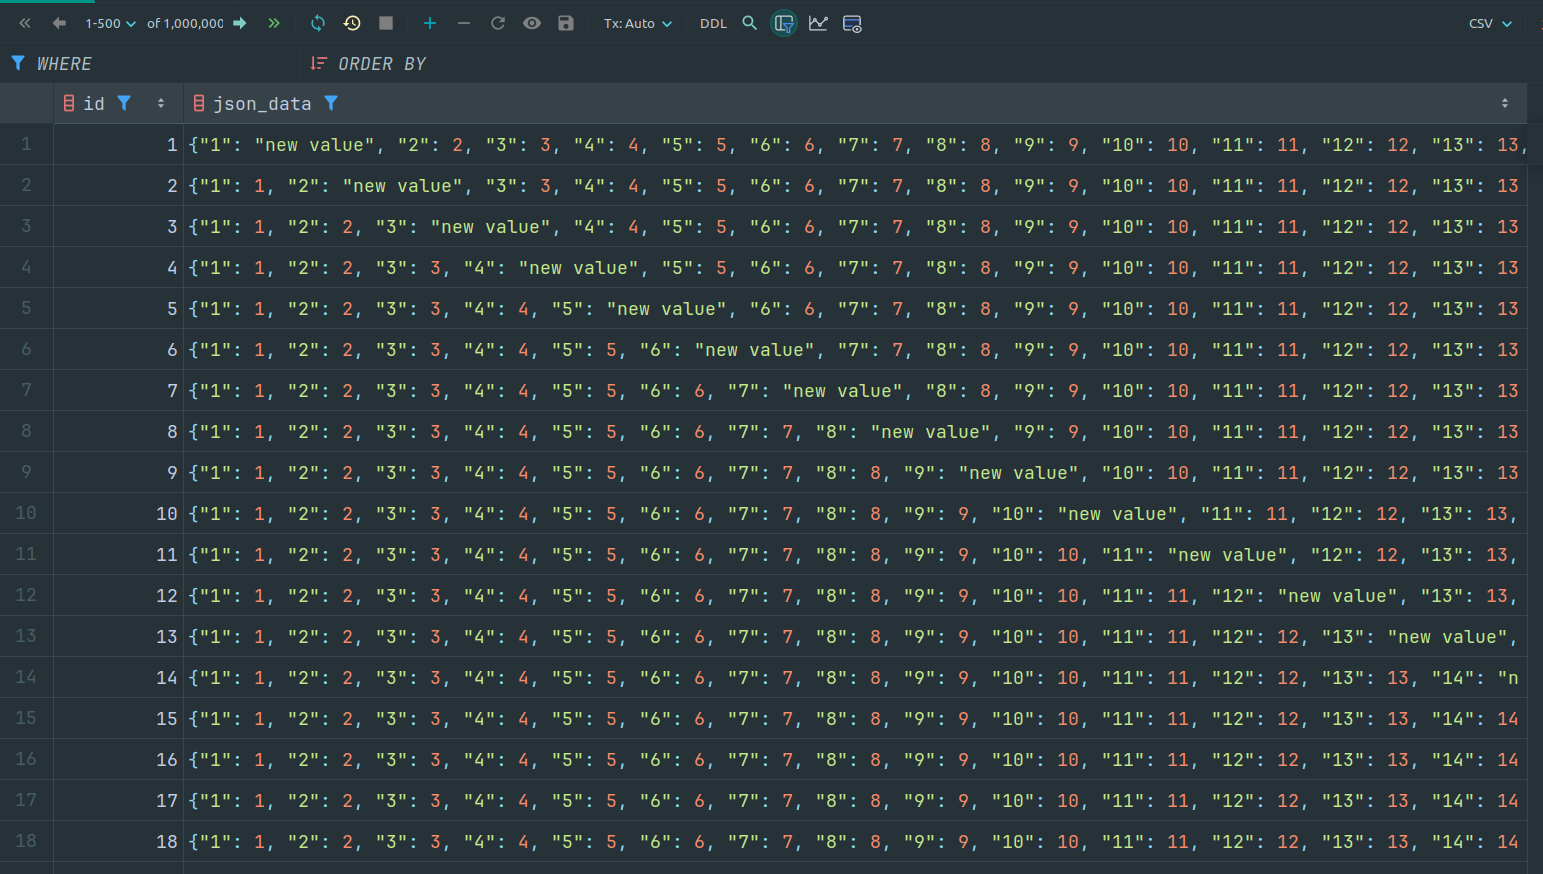 1-500 of 1,000,000 Tx: Auto DDL CSV
WHERE ORDER BY
id json_data
1 1 {"1": "new value", "2": 2, "3": 3, "4": 4, "5": 5, "6": 6, "7": 7, "8": 8, "9": 9, "10": 10, "11": 11, "12": 12, "13": 13,
2 2 {"1": 1, "2": "new value", "3": 3, "4": 4, "5": 5, "6": 6, "7": 7, "8": 8, "9": 9, "10": 10, "11": 11, "12": 12, "13": 13
3 3 {"1": 1, "2": 2, "3": "new value", "4": 4, "5": 5, "6": 6, "7": 7, "8": 8, "9": 9, "10": 10, "11": 11, "12": 12, "13": 13
4 4 {"1": 1, "2": 2, "3": 3, "4": "new value", "5": 5, "6": 6, "7": 7, "8": 8, "9": 9, "10": 10, "11": 11, "12": 12, "13": 13
5 5 {"1": 1, "2": 2, "3": 3, "4": 4, "5": "new value", "6": 6, "7": 7, "8": 8, "9": 9, "10": 10, "11": 11, "12": 12, "13": 13
6 6 {"1": 1, "2": 2, "3": 3, "4": 4, "5": 5, "6": "new value", "7": 7, "8": 8, "9": 9, "10": 10, "11": 11, "12": 12, "13": 13
7 7 {"1": 1, "2": 2, "3": 3, "4": 4, "5": 5, "6": 6, "7": "new value", "8": 8, "9": 9, "10": 10, "11": 11, "12": 12, "13": 13
8 8 {"1": 1, "2": 2, "3": 3, "4": 4, "5": 5, "6": 6, "7": 7, "8": "new value", "9": 9, "10": 10, "11": 11, "12": 12, "13": 13
9 9 {"1": 1, "2": 2, "3": 3, "4": 4, "5": 5, "6": 6, "7": 7, "8": 8, "9": "new value", "10": 10, "11": 11, "12": 12, "13": 13
10 10 {"1": 1, "2": 2, "3": 3, "4": 4, "5": 5, "6": 6, "7": 7, "8": 8, "9": 9, "10": "new value", "11": 11, "12": 12, "13": 13,
11 11 {"1": 1, "2": 2, "3": 3, "4": 4, "5": 5, "6": 6, "7": 7, "8": 8, "9": 9, "10": 10, "11": "new value", "12": 12, "13": 13,
12 12 {"1": 1, "2": 2, "3": 3, "4": 4, "5": 5, "6": 6, "7": 7, "8": 8, "9": 9, "10": 10, "11": 11, "12": "new value", "13": 13,
13 13 {"1": 1, "2": 2, "3": 3, "4": 4, "5": 5, "6": 6, "7": 7, "8": 8, "9": 9, "10": 10, "11": 11, "12": 12, "13": "new value",
14 14 {"1": 1, "2": 2, "3": 3, "4": 4, "5": 5, "6": 6, "7": 7, "8": 8, "9": 9, "10": 10, "11": 11, "12": 12, "13": 13, "14": "n
15 15 {"1": 1, "2": 2, "3": 3, "4": 4, "5": 5, "6": 6, "7": 7, "8": 8, "9": 9, "10": 10, "11": 11, "12": 12, "13": 13, "14": 14
16 16 {"1": 1, "2": 2, "3": 3, "4": 4, "5": 5, "6": 6, "7": 7, "8": 8, "9": 9, "10": 10, "11": 11, "12": 12, "13": 13, "14": 14
17 17 {"1": 1, "2": 2, "3": 3, "4": 4, "5": 5, "6": 6, "7": 7, "8": 8, "9": 9, "10": 10, "11": 11, "12": 12, "13": 13, "14": 14
18 18 {"1": 1, "2": 2, "3": 3, "4": 4, "5": 5, "6": 6, "7": 7, "8": 8, "9": 9, "10": 10, "11": 11, "12": 12, "13": 13, "14": 14